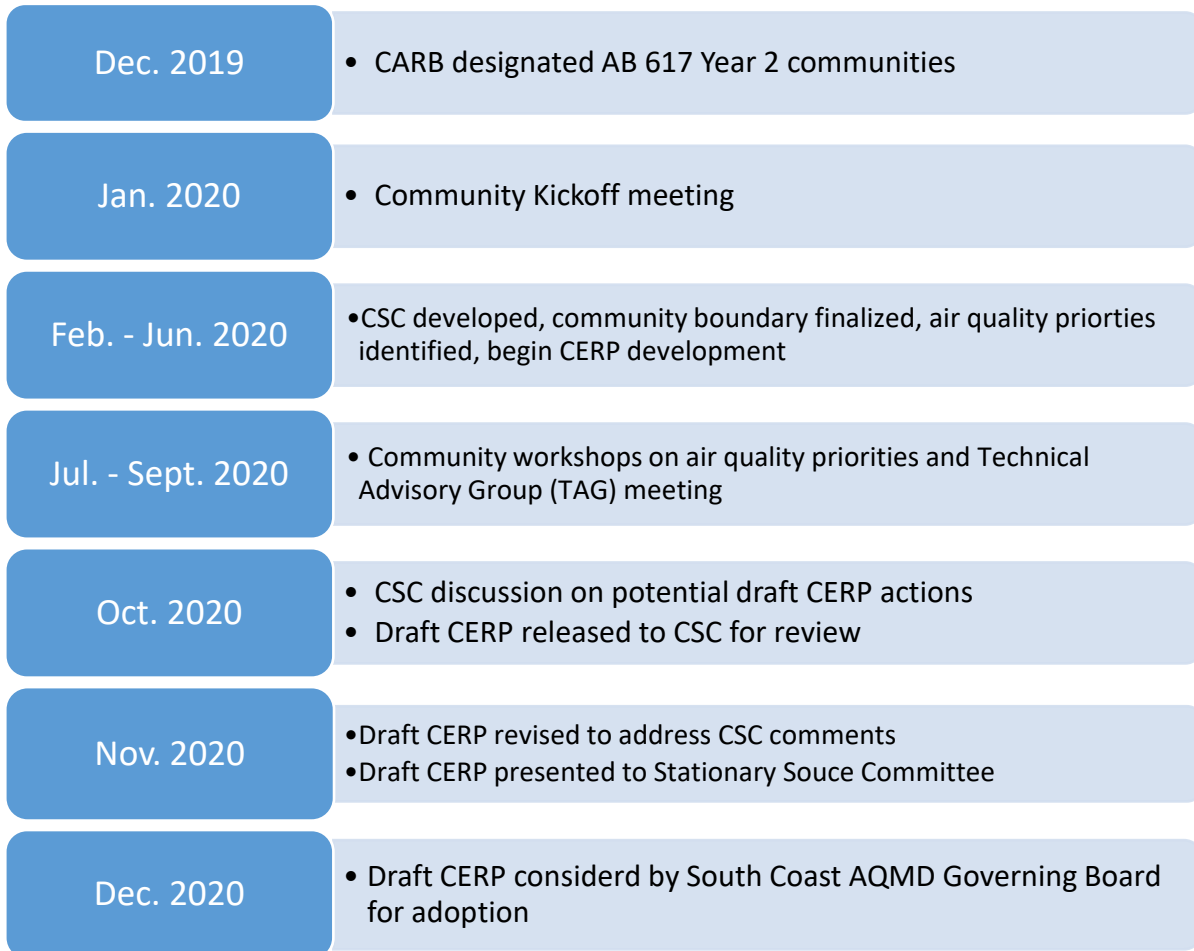 Dec. 2019
• CARB designated AB 617 Year 2 communities
Jan. 2020
• Community Kickoff meeting
Feb. - Jun. 2020
•CSC developed, community boundary finalized, air quality priorties
identified, begin CERP development
Jul. - Sept. 2020
• Community workshops on air quality priorities and Technical
Advisory Group (TAG) meeting
Oct. 2020
• CSC discussion on potential draft CERP actions
• Draft CERP released to CSC for review
Nov. 2020
•Draft CERP revised to address CSC comments
•Draft CERP presented to Stationary Souce Committee
Dec. 2020
• Draft CERP considerd by South Coast AQMD Governing Board
for adoption